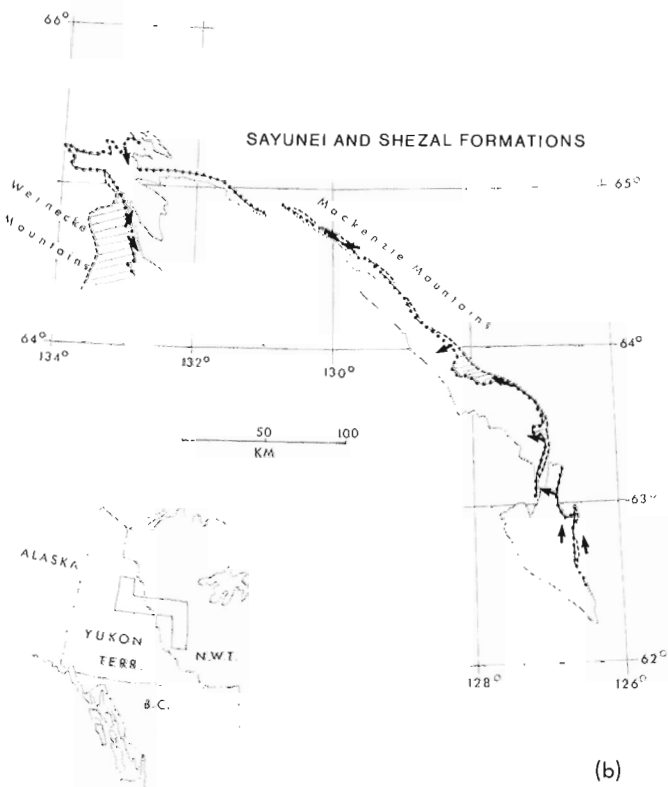 66°
SAYUNEI AND SHEZAL FORMATIONS
65°
Wernecke
Mountains
Mackenzie Mountains
64°
134°
132°
130°
64°
50 100
KM
63°
ALASKA
YUKON
TERR.
N.W.T.
B.C.
62°
128°
126°
(b)